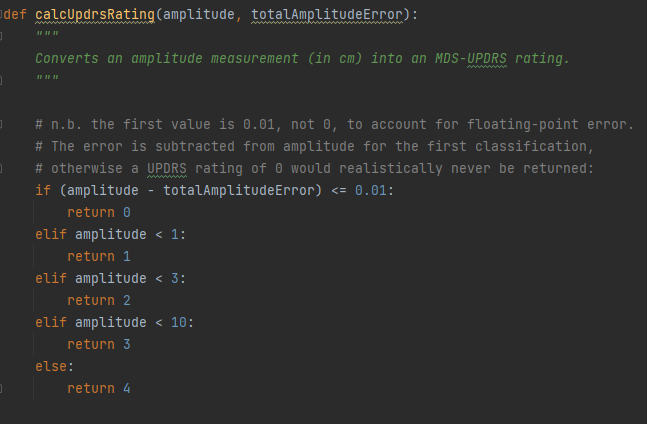 def calcUpdrsRating(amplitude, totalAmplitudeError):
    """
    Converts an amplitude measurement (in cm) into an MDS-UPDRS rating.
    """

    # n.b. the first value is 0.01, not 0, to account for floating-point error.
    # The error is subtracted from amplitude for the first classification,
    # otherwise a UPDRS rating of 0 would realistically never be returned:
    if (amplitude - totalAmplitudeError) <= 0.01:
        return 0
    elif amplitude < 1:
        return 1
    elif amplitude < 3:
        return 2
    elif amplitude < 10:
        return 3
    else:
        return 4